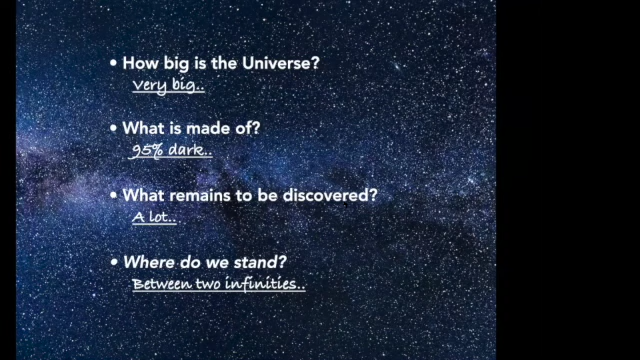 • How big is the Universe?
Very big..
• What is made of?
95% dark..
• What remains to be discovered?
A lot..
• Where do we stand?
Between two infinities..